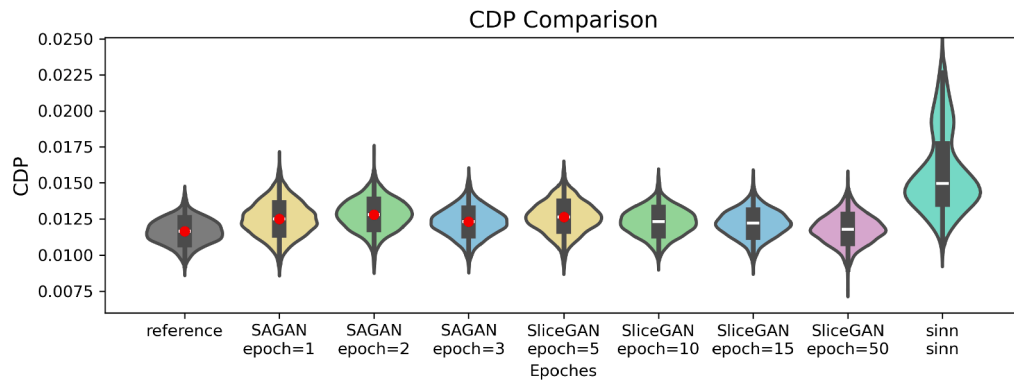 CDP Comparison
0.0250
0.0225
0.0200
0.0175
0.0150
0.0125
0.0100
0.0075
CDP
reference
SAGAN
epoch=1
SAGAN
epoch=2
SAGAN
epoch=3
SliceGAN
epoch=5
SliceGAN
epoch=10
SliceGAN
epoch=15
SliceGAN
epoch=50
sinn
sinn
Epoches